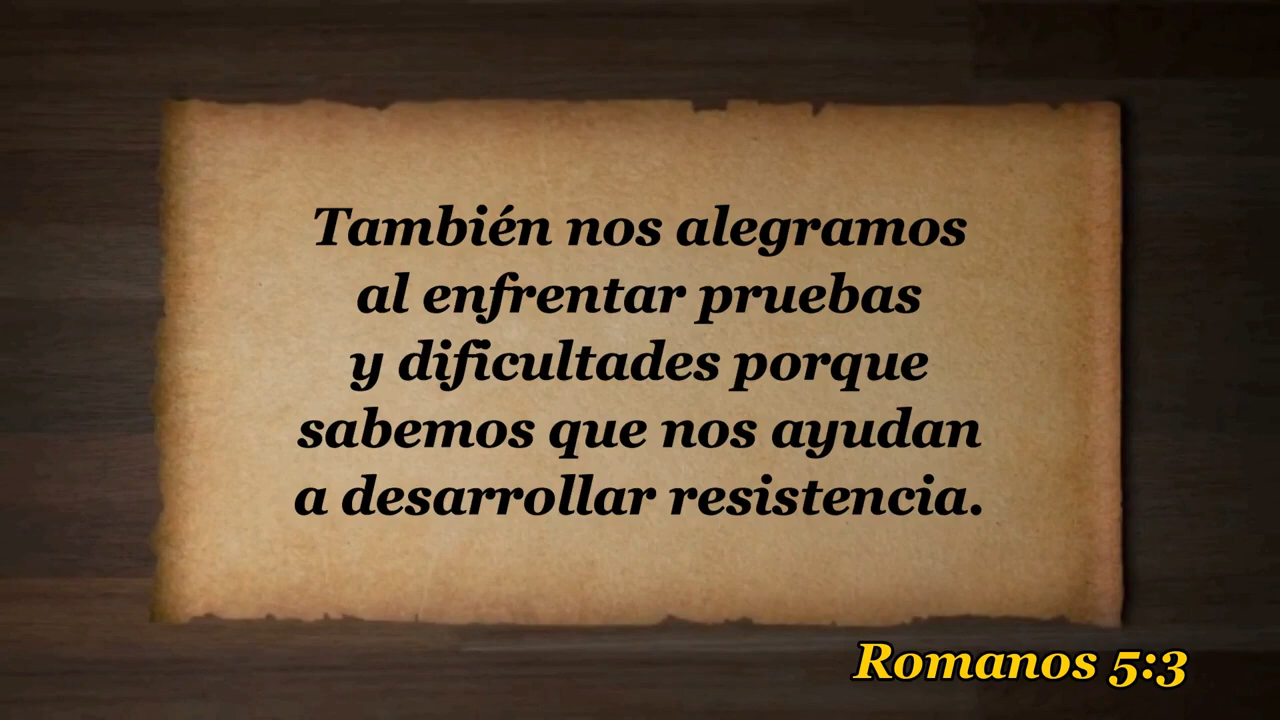 También nos alegramos
al enfrentar pruebas
y dificultades porque
sabemos que nos ayudan
a desarrollar resistencia.
Romanos 5:3